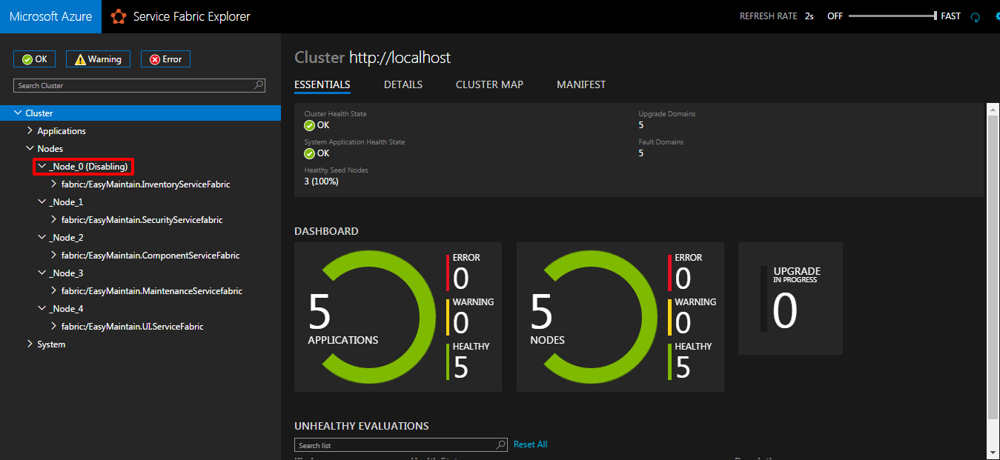 Microsoft Azure
Service Fabric Explorer
REFRESH RATE 2s OFF FAST
OK
Warning
Error
Search Cluster
Cluster
Applications
Nodes
_Node_0 (Disabling)
fabric:/EasyMaintain.InventoryServiceFabric
_Node_1
fabric:/EasyMaintain.SecurityServicefabric
_Node_2
fabric:/EasyMaintain.ComponentServiceFabric
_Node_3
fabric:/EasyMaintain.MaintenanceServicefabric
_Node_4
fabric:/EasyMaintain.UI.ServiceFabric
System
Cluster http://localhost
ESSENTIALS DETAILS CLUSTER MAP MANIFEST
Cluster Health State
OK
System Application Health State
OK
Healthy Seed Nodes
3 (100%)
Upgrade Domains
5
Fault Domains
5
DASHBOARD
5
APPLICATIONS
ERROR
0
WARNING
0
HEALTHY
5
5
NODES
ERROR
0
WARNING
0
HEALTHY
5
UPGRADE
IN PROGRESS
0
UNHEALTHY EVALUATIONS
Search list
Reset All